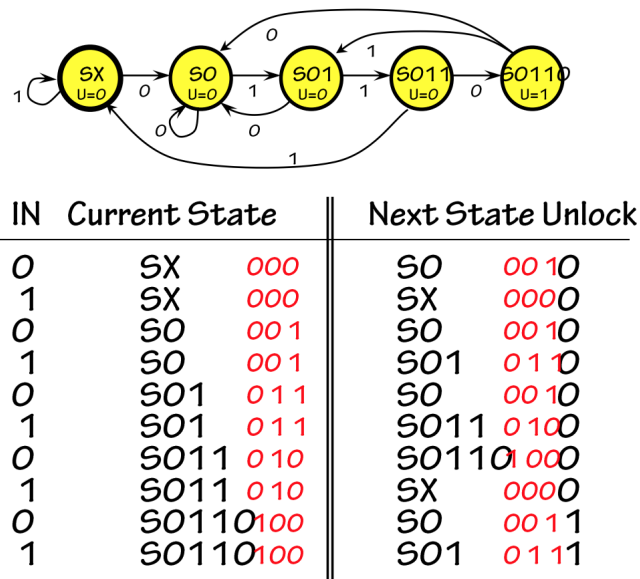 0
1
SX S0 S01 S011 S0110
U=0 U=0 U=0 U=0 U=1
1 0 1 1 0
0 0
1
IN Current State Next State Unlock
0 SX 000 S0 001 0
1 SX 000 SX 000 0
0 S0 001 S0 001 0
1 S0 001 S01 011 0
0 S01 011 S0 001 0
1 S01 011 S011 010 0
0 S011 010 S0110 100 0
1 S011 010 SX 000 0
0 S0110 100 S0 001 1
1 S0110 100 S01 011 1